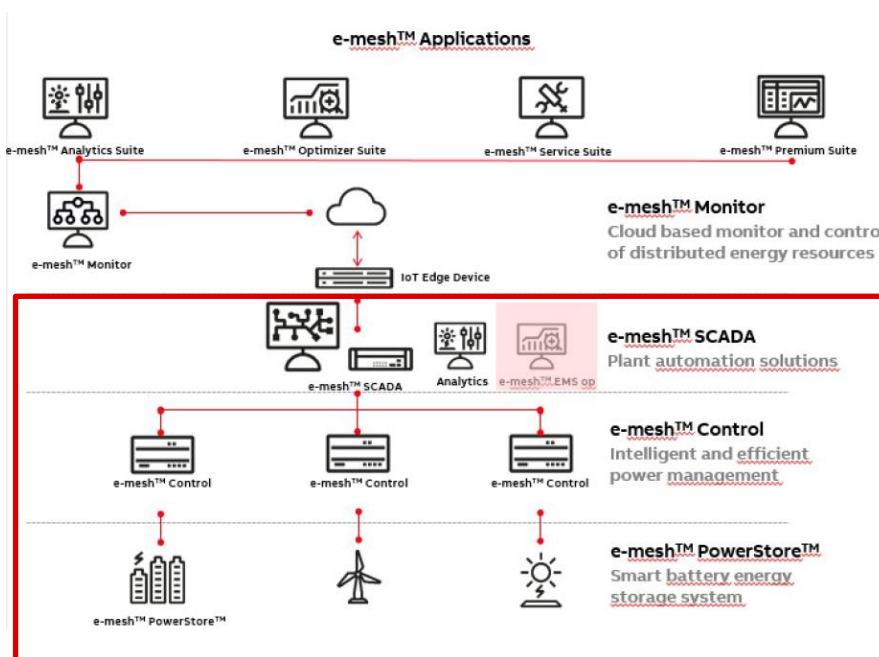 e-mesh™ Applications
e-mesh™ Analytics Suite
e-mesh™ Optimizer Suite
e-mesh™ Service Suite
e-mesh™ Premium Suite
e-mesh™ Monitor
Cloud based monitor and contro
of distributed energy resources
e-mesh™ Monitor
IoT Edge Device
e-mesh™ SCADA
Plant automation solutions
e-mesh™ SCADA
Analytics
e-mesh™ EMS op
e-mesh™ Control
Intelligent and efficient
power management
e-mesh™ Control
e-mesh™ Control
e-mesh™ Control
e-mesh™ PowerStore™
Smart battery energy
storage system
e-mesh™ PowerStore™